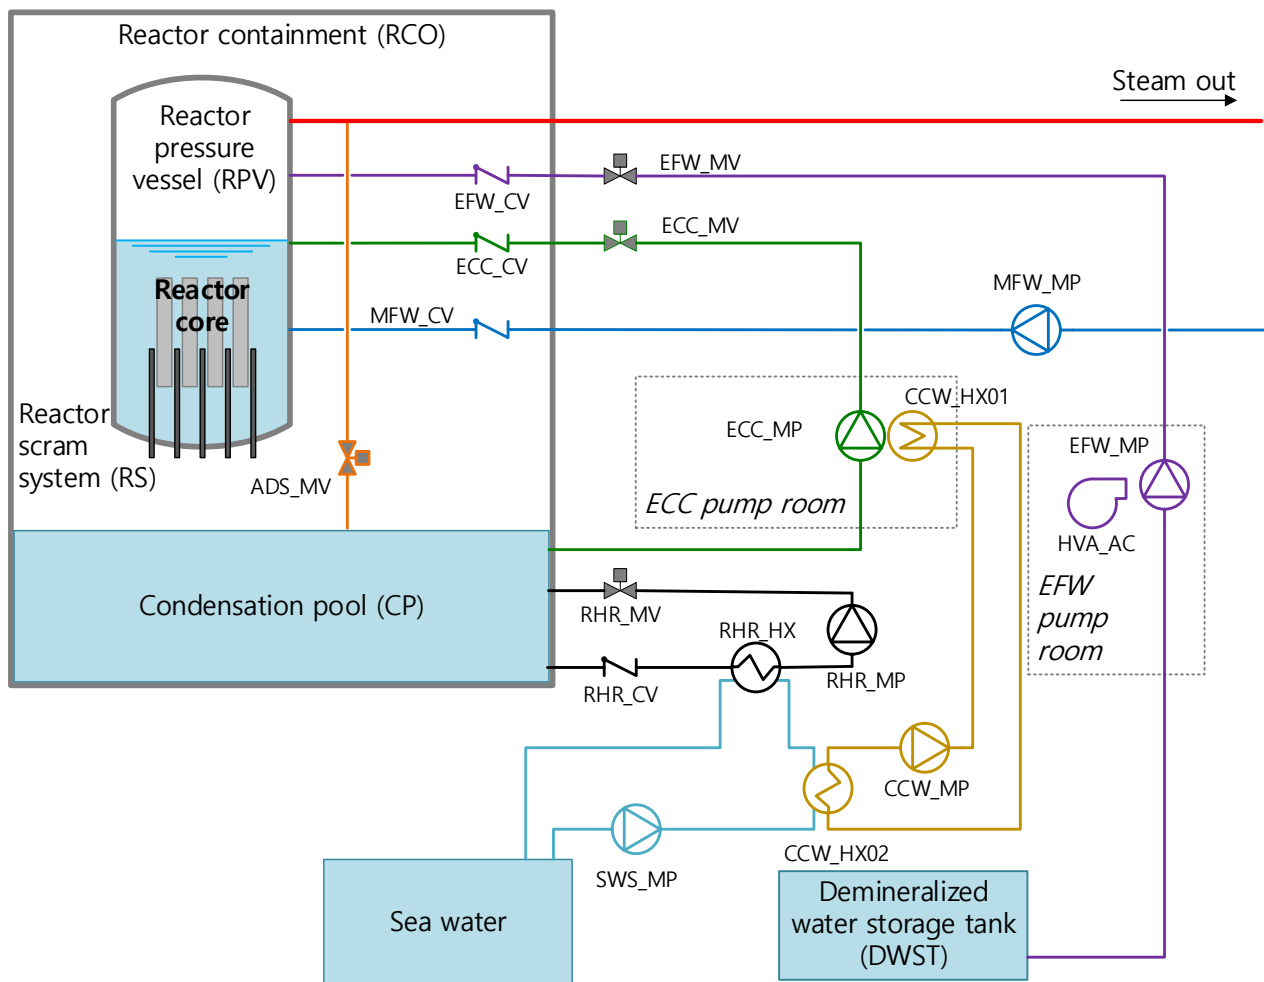 Reactor containment (RCO)
Steam out
Reactor
pressure
vessel (RPV)
EFW_MV
EFW_CV
ECC_MV
ECC_CV
MFW_MP
Reactor
core
MFW_CV
CCW_HX01
Reactor
scram
system (RS)
ECC_MP
EFW_MP
ADS_MV
ECC pump room
HVA_AC
EFW
pump
room
Condensation pool (CP)
RHR_MV
RHR_HX
RHR_CV
RHR_MP
CCW_MP
CCW_HX02
SWS_MP
Sea water
Demineralized
water storage tank
(DWST)